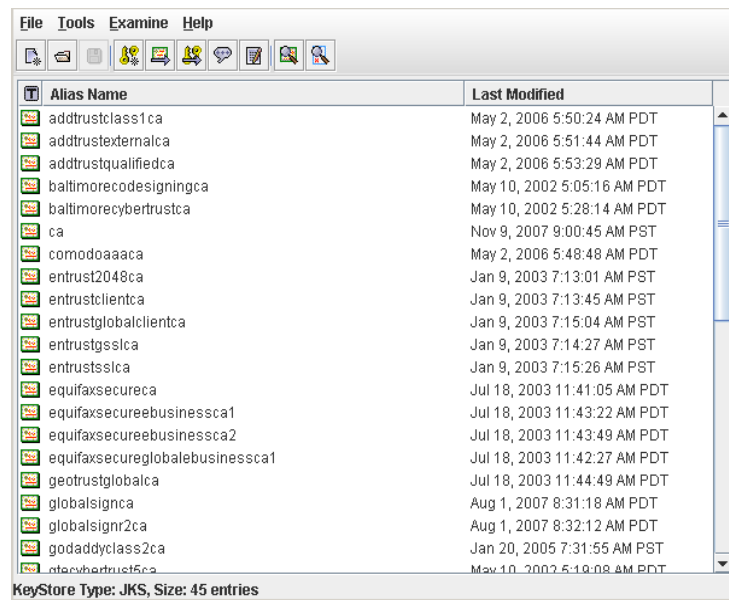 File Tools Examine Help
T Alias Name Last Modified
addtrustclass1ca May 2, 2006 5:50:24 AM PDT
addtrustexternalca May 2, 2006 5:51:44 AM PDT
addtrustqualifiedca May 2, 2006 5:53:29 AM PDT
baltimorecodesigningca May 10, 2002 5:05:16 AM PDT
baltimorecybertrustca May 10, 2002 5:28:14 AM PDT
ca Nov 9, 2007 9:00:45 AM PST
comodoaaaca May 2, 2006 5:48:48 AM PDT
entrust2048ca Jan 9, 2003 7:13:01 AM PST
entrustclientca Jan 9, 2003 7:13:45 AM PST
entrustglobalclientca Jan 9, 2003 7:15:04 AM PST
entrustgsslca Jan 9, 2003 7:14:27 AM PST
entrustsslca Jan 9, 2003 7:15:26 AM PST
equifaxsecureca Jul 18, 2003 11:41:05 AM PDT
equifaxsecureebusinessca1 Jul 18, 2003 11:43:22 AM PDT
equifaxsecureebusinessca2 Jul 18, 2003 11:43:49 AM PDT
equifaxsecureglobalebusinessca1 Jul 18, 2003 11:42:27 AM PDT
geotrustglobalca Jul 18, 2003 11:44:49 AM PDT
globalsignca Aug 1, 2007 8:31:18 AM PDT
globalsignr2ca Aug 1, 2007 8:32:12 AM PDT
godaddyclass2ca Jan 20, 2005 7:31:55 AM PST
gtecybertrust5ca May 10, 2002 5:19:08 AM PDT
KeyStore Type: JKS, Size: 45 entries